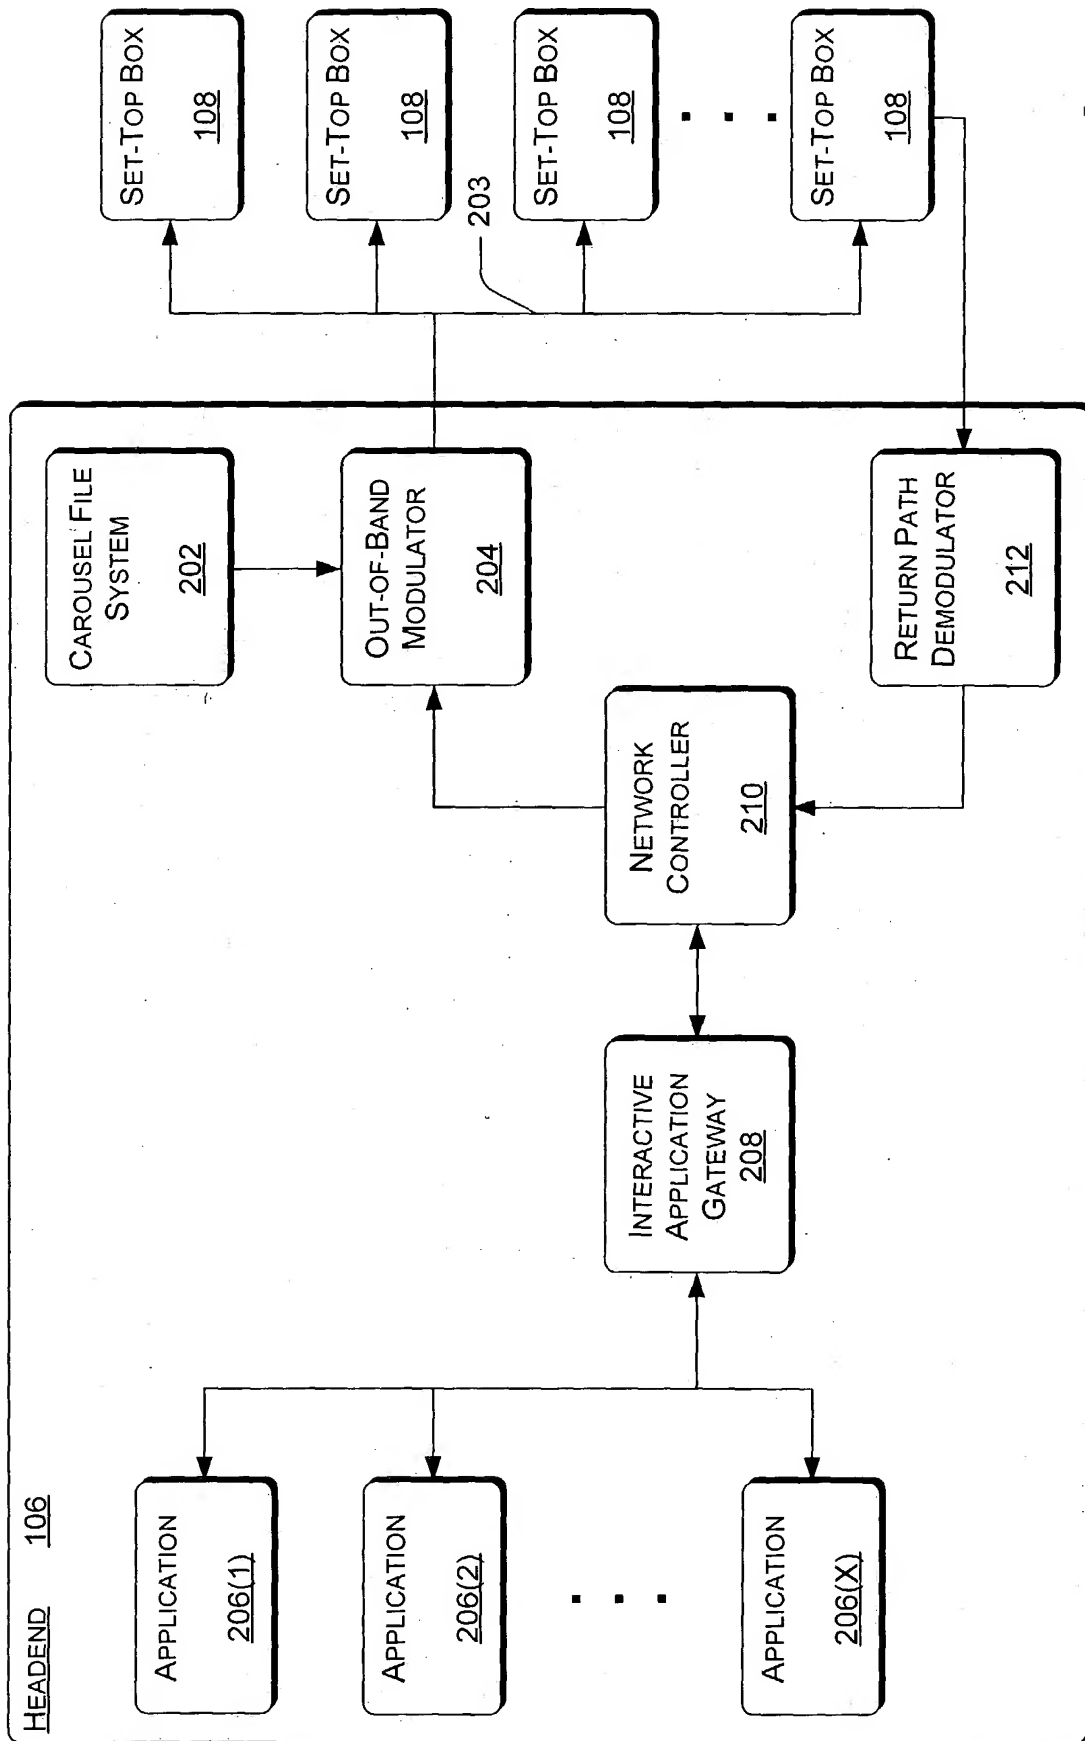 HEADEND 106
APPLICATION
206(1)
APPLICATION
206(2)
APPLICATION
206(X)
INTERACTIVE
APPLICATION
GATEWAY
208
NETWORK
CONTROLLER
210
CAROUSEL FILE
SYSTEM
202
OUT-OF-BAND
MODULATOR
204
RETURN PATH
DEMODULATOR
212
203
SET-TOP BOX
108
SET-TOP BOX
108
SET-TOP BOX
108
SET-TOP BOX
108